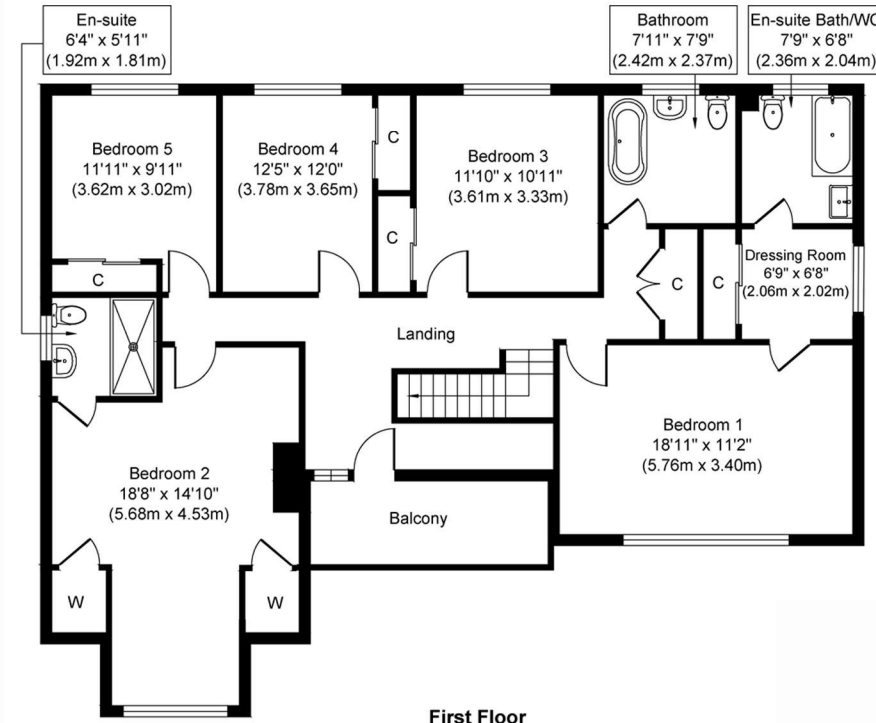 En-suite
6'4" x 5'11"
(1.92m x 1.81m)
Bathroom
7'11" x 7'9"
(2.42m x 2.37m)
En-suite Bath/WC
7'9" x 6'8"
(2.36m x 2.04m)
Bedroom 5
11'11" x 9'11"
(3.62m x 3.02m)
Bedroom 4
12'5" x 12'0"
(3.78m x 3.65m)
C
Bedroom 3
11'10" x 10'11"
(3.61m x 3.33m)
C
C
C
C
Dressing Room
6'9" x 6'8"
(2.06m x 2.02m)
Landing
Bedroom 1
18'11" x 11'2"
(5.76m x 3.40m)
Bedroom 2
18'8" x 14'10"
(5.68m x 4.53m)
Balcony
W
W
First Floor